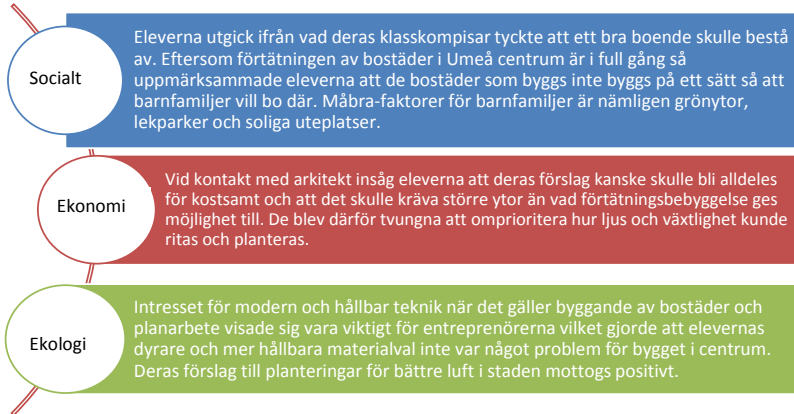 Socialt
Eleverna utgick ifrån vad deras klasskompisar tyckte att ett bra boende skulle bestå
av. Eftersom förtätningen av bostäder i Umeå centrum är i full gång så
uppmärksammade eleverna att de bostäder som byggs inte byggs på ett sätt så att
barnfamiljer vill bo där. Måbra-faktorer för barnfamiljer är nämligen grönytor,
lekparker och soliga uteplatser.
Ekonomi
Vid kontakt med arkitekt insåg eleverna att deras förslag kanske skulle bli alldeles
för kostsamt och att det skulle kräva större ytor än vad förtätningsbebyggelse ges
möjlighet till. De blev därför tvungna att omprioritera hur ljus och växtlighet kunde
ritas och planteras.
Ekologi
Intresset för modern och hållbar teknik när det gäller byggande av bostäder och
planarbete visade sig vara viktigt för entreprenörerna vilket gjorde att elevernas
dyrare och mer hållbara materialval inte var något problem för bygget i centrum.
Deras förslag till planteringar för bättre luft i staden mottogs positivt.